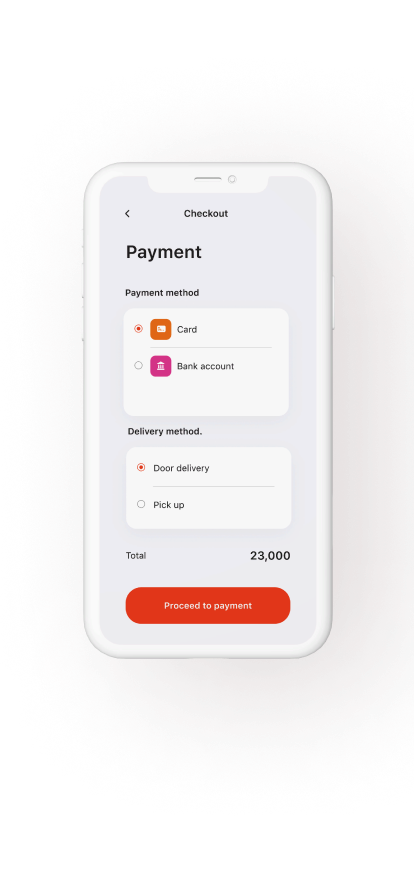 Checkout
Payment
Payment method
Card
Bank account
Delivery method.
Door delivery
Pick up
Total 23,000
Proceed to payment